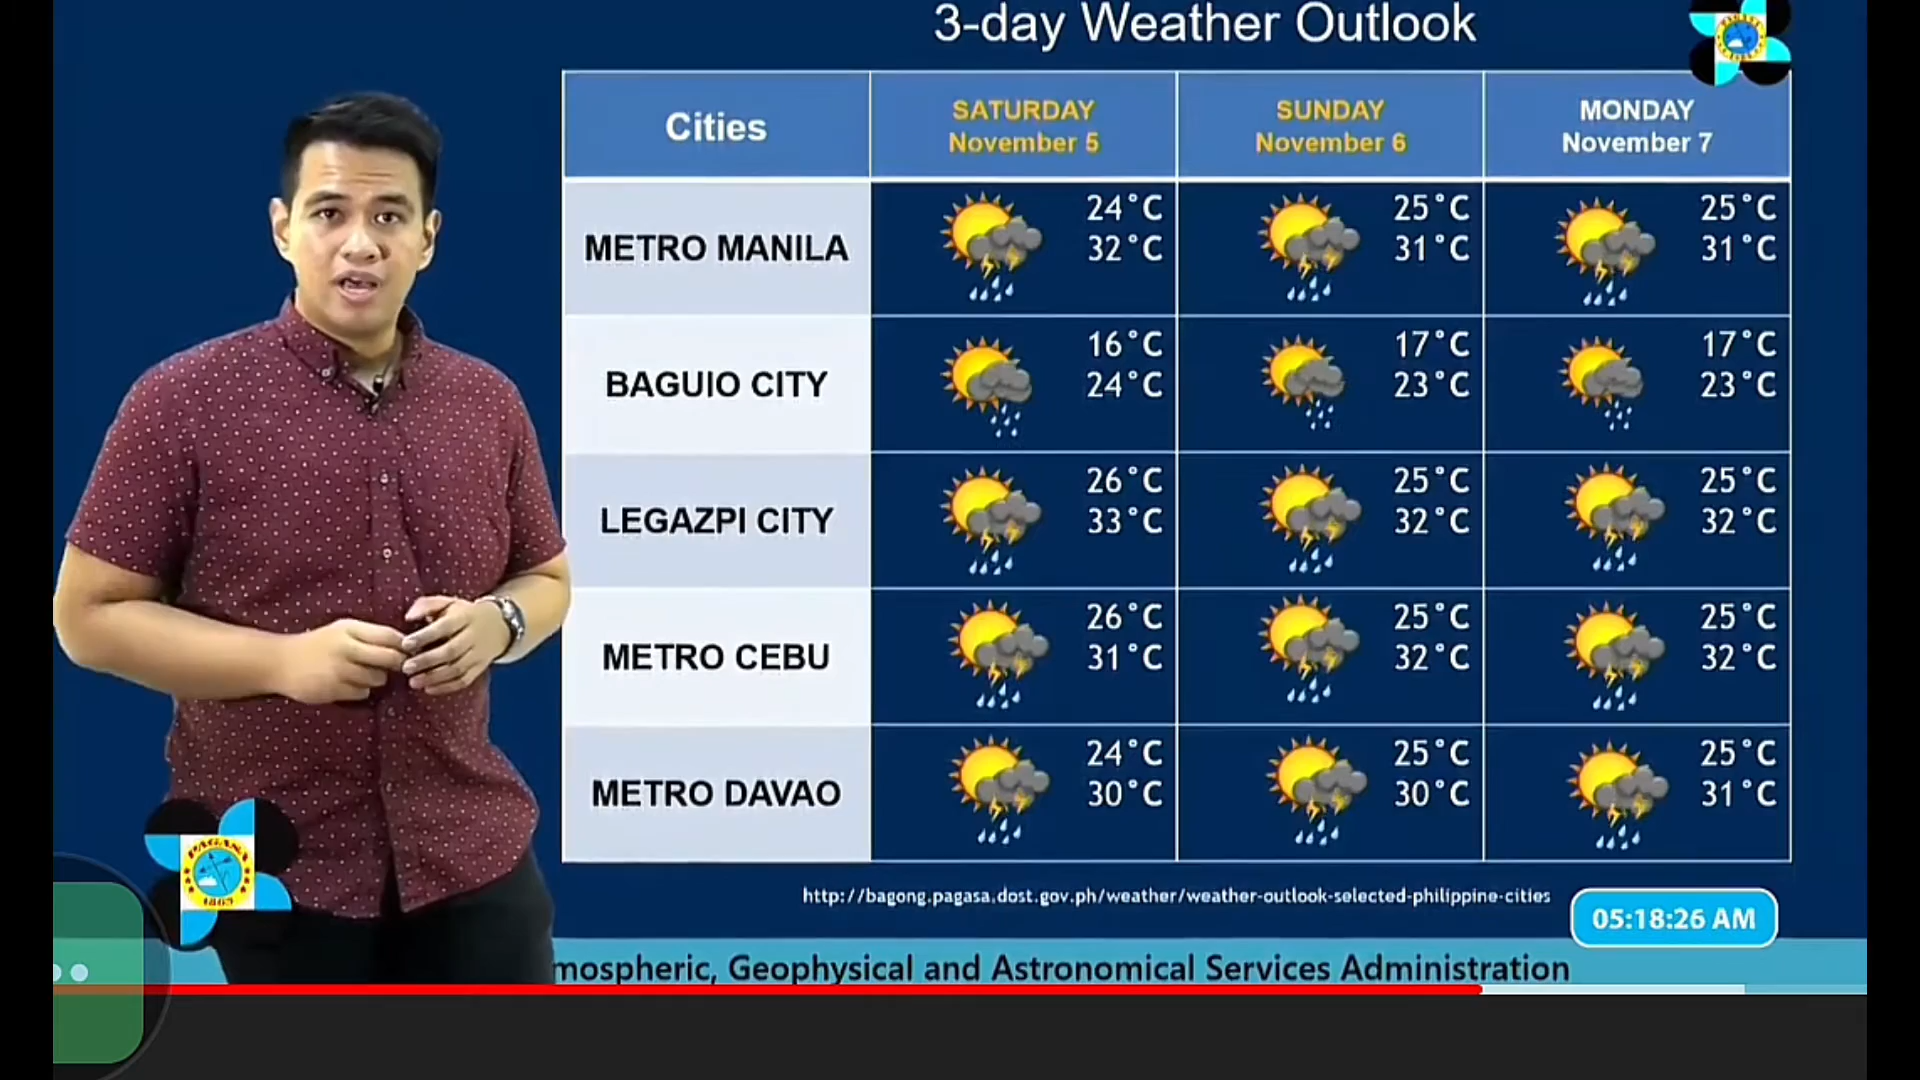 3-day Weather Outlook
Cities
SATURDAY
November 5
SUNDAY
November 6
MONDAY
November 7
METRO MANILA
24°C
32°C
25°C
31°C
25°C
31°C
BAGUIO CITY
16°C
24°C
17°C
23°C
17°C
23°C
LEGAZPI CITY
26°C
33°C
25°C
32°C
25°C
32°C
METRO CEBU
26°C
31°C
25°C
32°C
25°C
32°C
METRO DAVAO
24°C
30°C
25°C
30°C
25°C
31°C
PAGASA
1865
http://bagong.pagasa.dost.gov.ph/weather/weather-outlook-selected-philippine-cities
05:18:26 AM
mospheric, Geophysical and Astronomical Services Administration